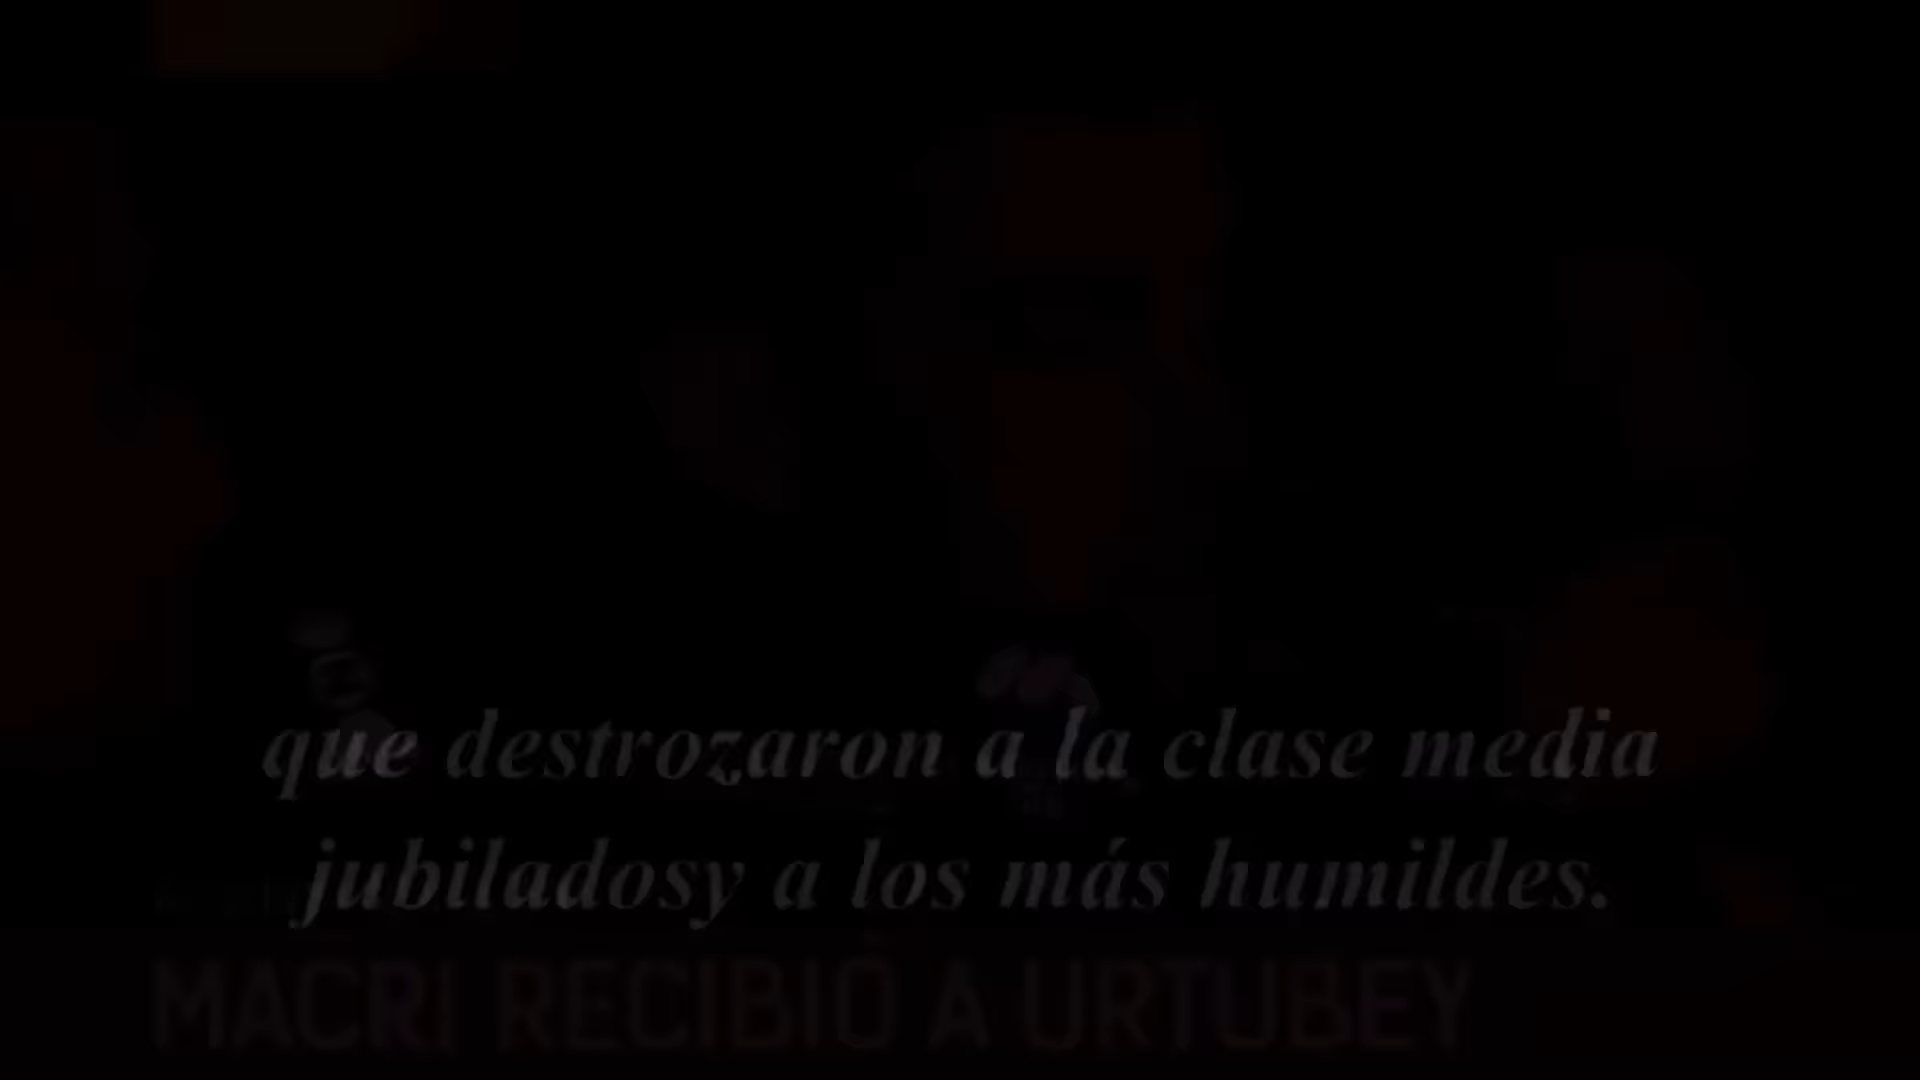 que destrozaron a la clase media
jubiladosy a los más humildes.
MACRI RECIBIÓ A URTUBEY